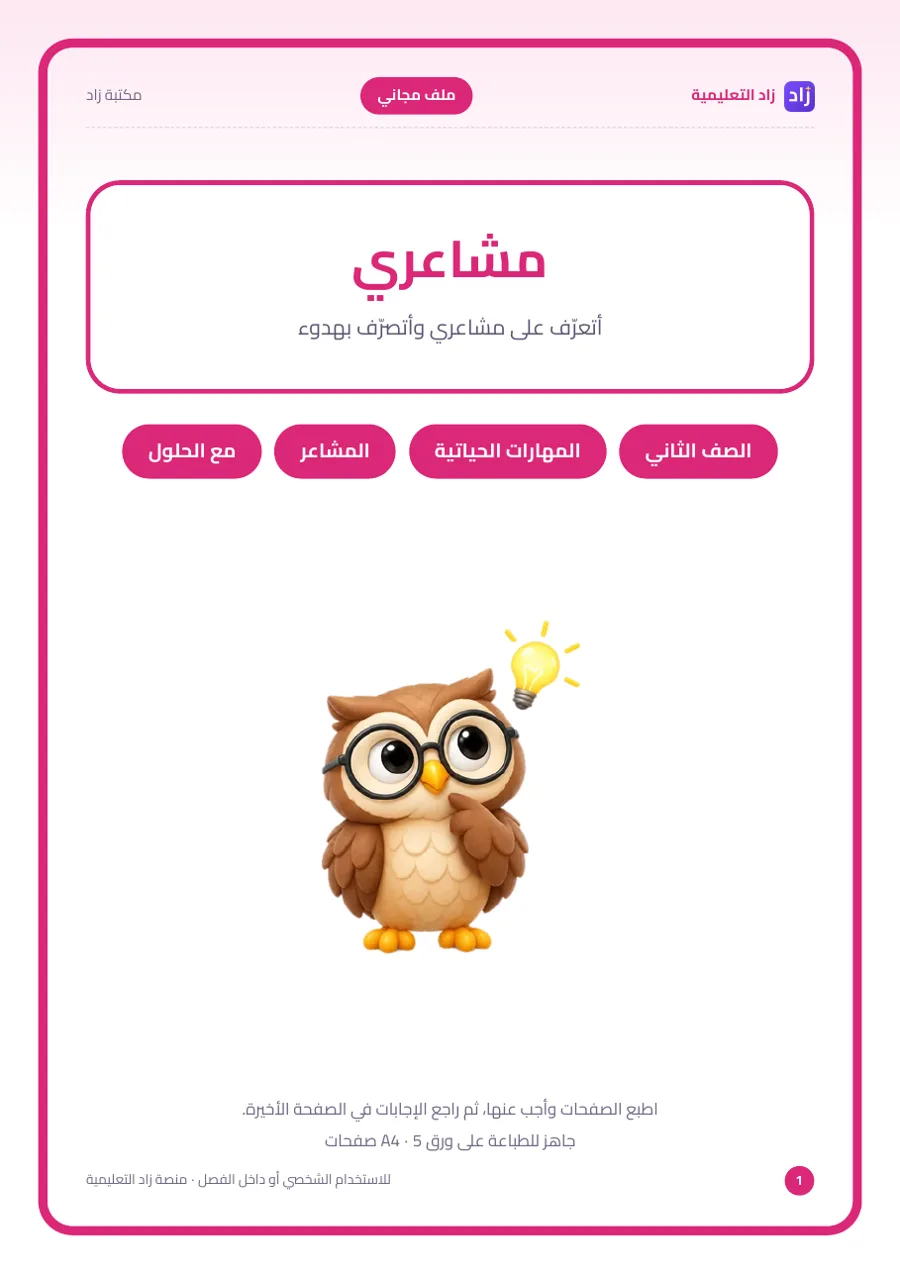 زاد زاد التعليمية
ملف مجاني
مكتبة زاد
مشاعري
أتعرّف على مشاعري وأتصرّف بهدوء
الصف الثاني
المهارات الحياتية
المشاعر
مع الحلول
اطبع الصفحات وأجب عنها، ثم راجع الإجابات في الصفحة الأخيرة.
جاهز للطباعة على ورق A4 · 5 صفحات
1
للاستخدام الشخصي أو داخل الفصل · منصة زاد التعليمية